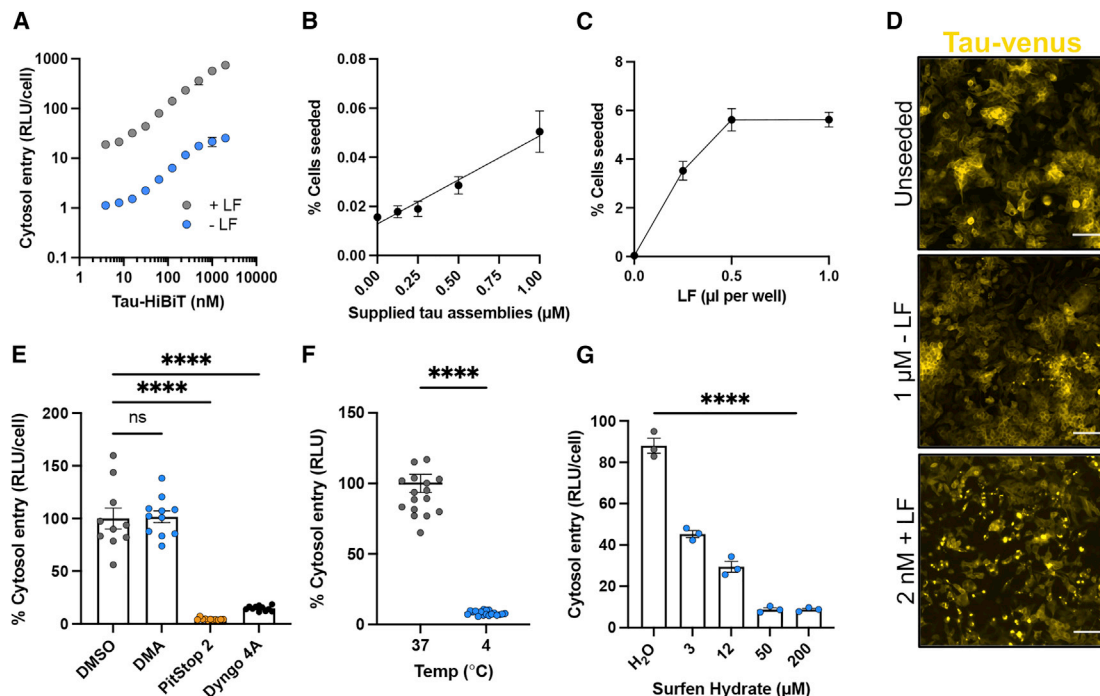 A
Cytosol entry (RLU/cell)
1000
100
10
1
0.1
+ LF
- LF
1
10
100
1000
10000
Tau-HiBiT (nM)
B
% Cells seeded
0.08
0.06
0.04
0.02
0.00
0.00
0.25
0.50
0.75
1.00
Supplied tau assemblies (µM)
C
% Cells seeded
8
6
4
2
0
0.0
0.5
1.0
LF (µl per well)
D
Tau-venus
Unseeded
1 µM - LF
2 nM + LF
E
****
****
ns
% Cytosol entry (RLU/cell)
200
150
100
50
0
DMSO
DMA
PitStop 2
Dyngo 4A
F
****
% Cytosol entry (RLU)
150
100
50
0
37
4
Temp (°C)
G
****
Cytosol entry (RLU/cell)
100
80
60
40
20
0
H₂O
3
12
50
200
Surfen Hydrate (µM)